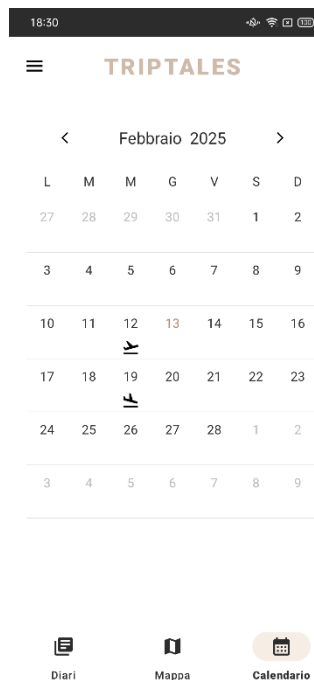 18:30 100
TRIPTALES
Febbraio 2025
L M M G V S D
27 28 29 30 31 1 2
3 4 5 6 7 8 9
10 11 12 13 14 15 16
17 18 19 20 21 22 23
24 25 26 27 28 1 2
3 4 5 6 7 8 9
Diari Mappa Calendario